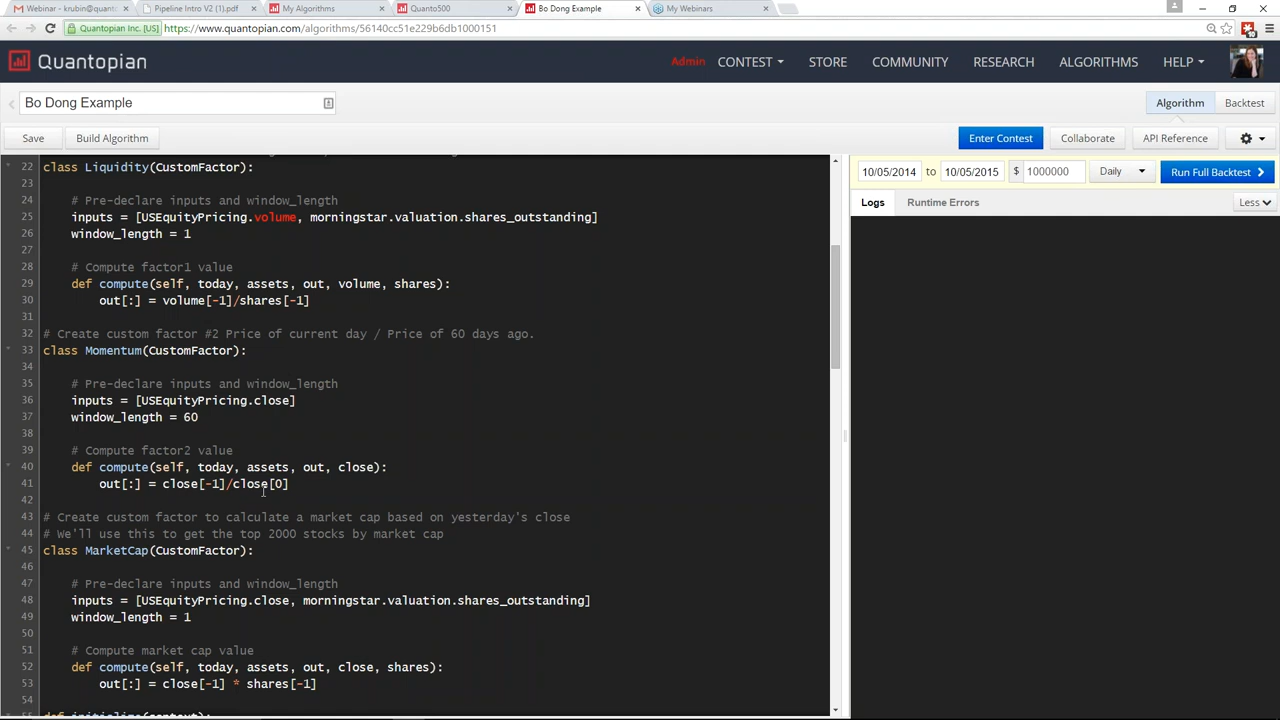 Webinar - krubin@quant
Pipeline Intro V2 (1).pdf
My Algorithms
Quanto500
Bo Dong Example
My Webinars
Quantopian Inc. [US]
https://www.quantopian.com/algorithms/56140cc51e229b6db1000151
10
Quantopian
Admin
CONTEST
STORE
COMMUNITY
RESEARCH
ALGORITHMS
HELP
Bo Dong Example
Algorithm
Backtest
Save
Build Algorithm
Enter Contest
Collaborate
API Reference
10/05/2014 to 10/05/2015 $ 1000000 Daily Run Full Backtest
Logs
Runtime Errors
Less
22 class Liquidity(CustomFactor):
23
24 # Pre-declare inputs and window_length
25 inputs = [USEquityPricing.volume, morningstar.valuation.shares_outstanding]
26 window_length = 1
27
28 # Compute factor1 value
29 def compute(self, today, assets, out, volume, shares):
30 out[:] = volume[-1]/shares[-1]
31
32 # Create custom factor #2 Price of current day / Price of 60 days ago.
33 class Momentum(CustomFactor):
34
35 # Pre-declare inputs and window_length
36 inputs = [USEquityPricing.close]
37 window_length = 60
38
39 # Compute factor2 value
40 def compute(self, today, assets, out, close):
41 out[:] = close[-1]/close[0]
42
43 # Create custom factor to calculate a market cap based on yesterday's close
44 # We'll use this to get the top 2000 stocks by market cap
45 class MarketCap(CustomFactor):
46
47 # Pre-declare inputs and window_length
48 inputs = [USEquityPricing.close, morningstar.valuation.shares_outstanding]
49 window_length = 1
50
51 # Compute market cap value
52 def compute(self, today, assets, out, close, shares):
53 out[:] = close[-1] * shares[-1]
54
55 def initialize(context):